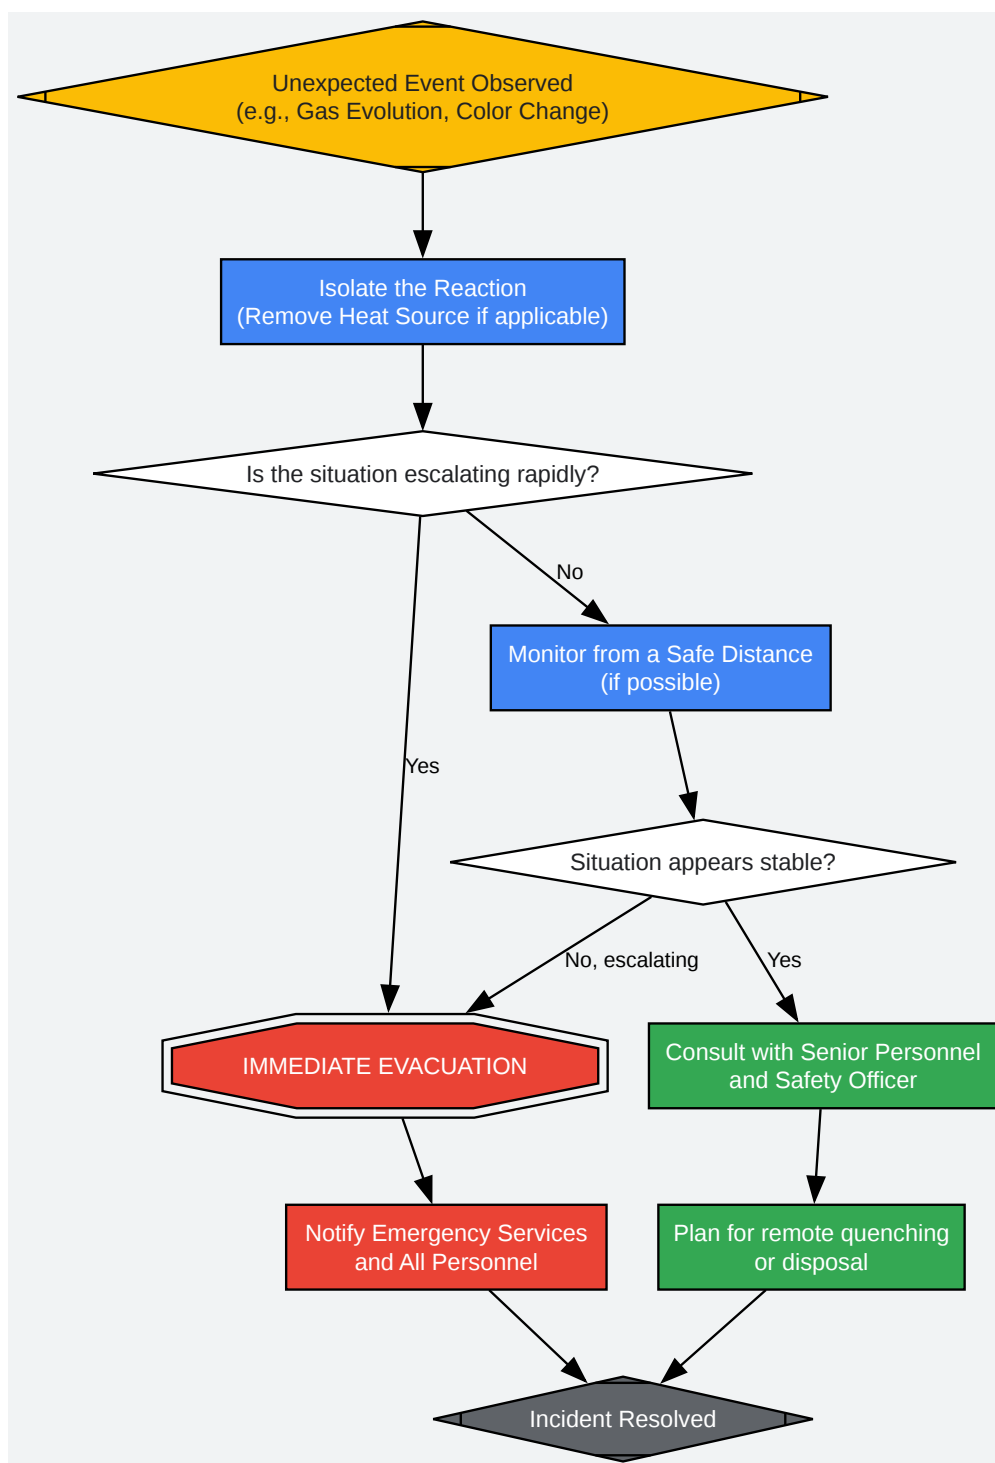 Unexpected Event Observed
(e.g., Gas Evolution, Color Change)
Isolate the Reaction
(Remove Heat Source if applicable)
Is the situation escalating rapidly?
No
Monitor from a Safe Distance
(if possible)
Yes
Situation appears stable?
No, escalating
Yes
IMMEDIATE EVACUATION
Consult with Senior Personnel
and Safety Officer
Notify Emergency Services
and All Personnel
Plan for remote quenching
or disposal
Incident Resolved